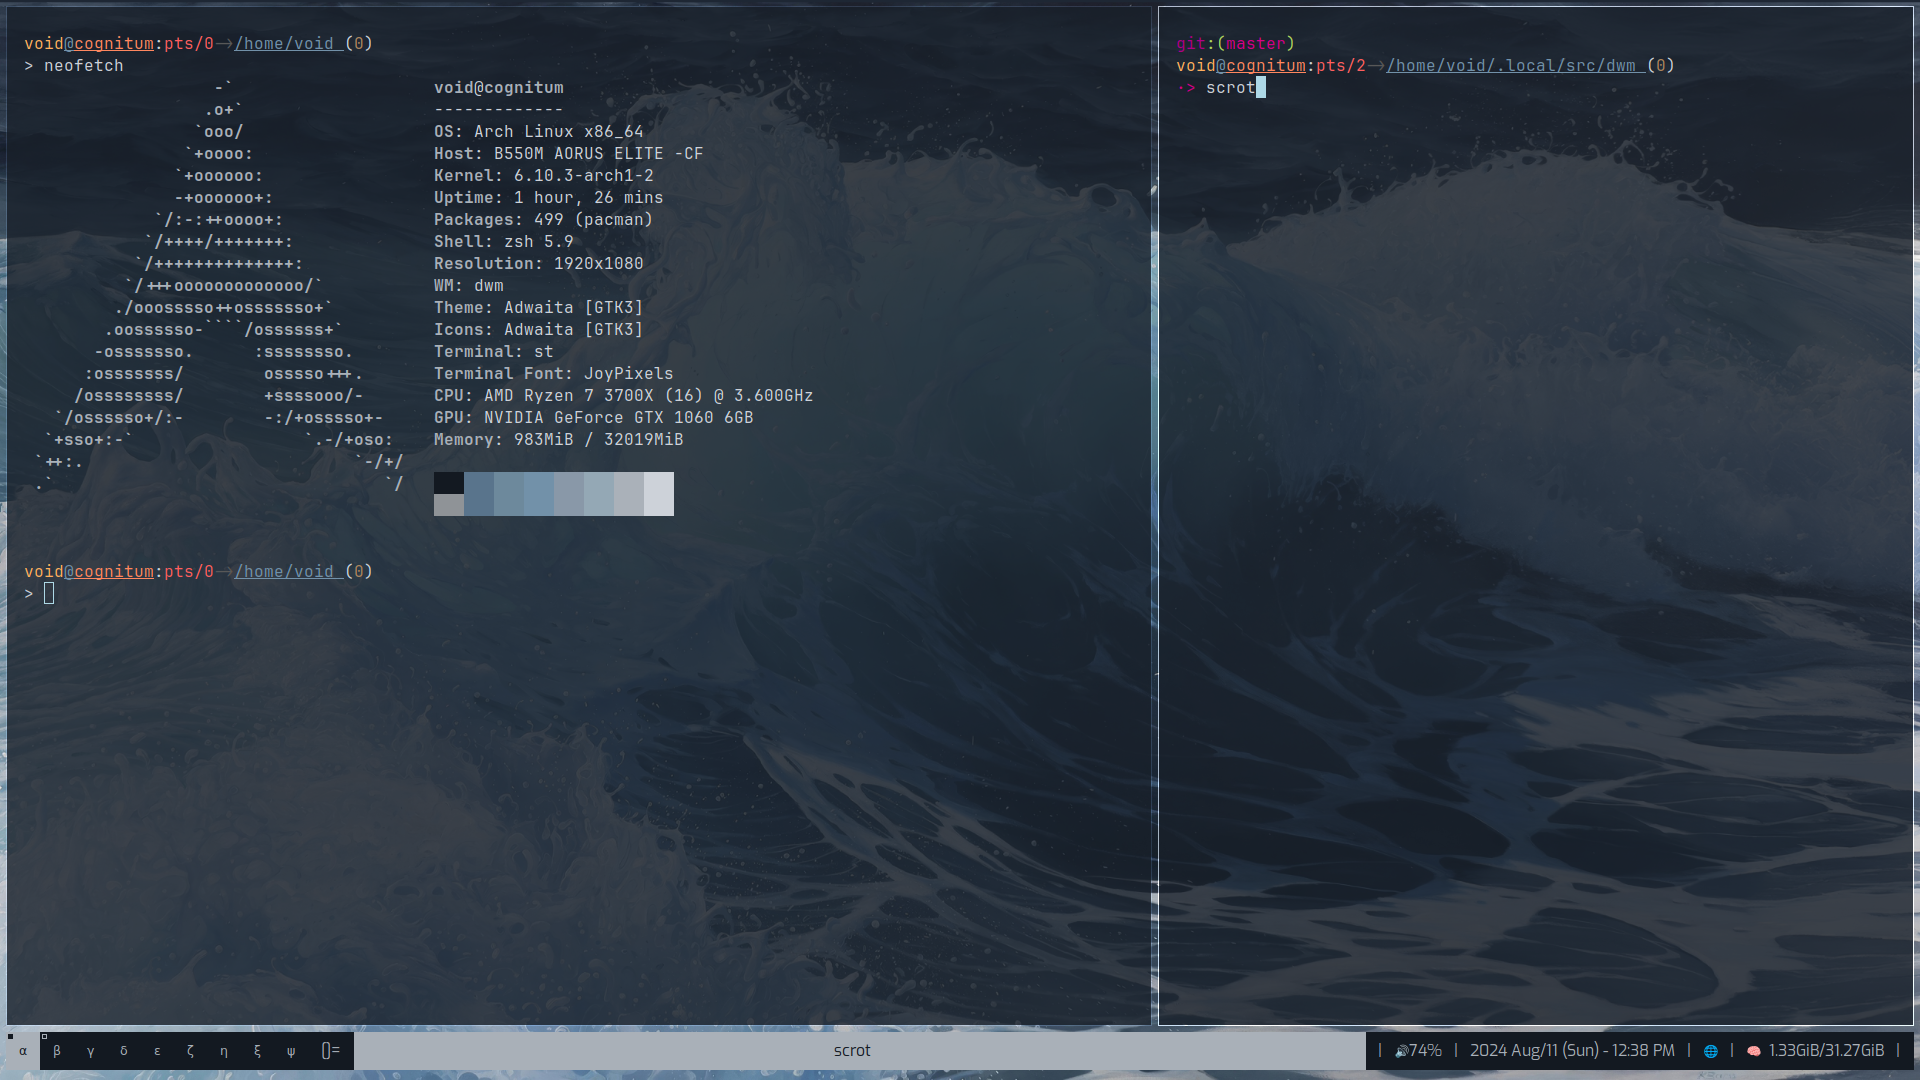 void@cognitum:pts/0→/home/void (0)
> neofetch
-`
.o+`
`ooo/
`+oooo:
`+oooooo:
-+oooooo+:
`/:-:++oooo+:
`/++++/+++++++:
`/++++++++++++++:
`/+++ooooooooooooo/`
./ooosssso++osssssso+`
.oossssso-````/ossssss+`
-osssssso.      :ssssssso.
:osssssss/        osssso+++.
/ossssssss/        +ssssooo/-
`/ossssso+/:-        -:/+osssso+-
`+sso+:-`                 `.-/+oso:
`++:.                           `-/+/
.`                                 `/
void@cognitum
-------------
OS: Arch Linux x86_64
Host: B550M AORUS ELITE -CF
Kernel: 6.10.3-arch1-2
Uptime: 1 hour, 26 mins
Packages: 499 (pacman)
Shell: zsh 5.9
Resolution: 1920x1080
WM: dwm
Theme: Adwaita [GTK3]
Icons: Adwaita [GTK3]
Terminal: st
Terminal Font: JoyPixels
CPU: AMD Ryzen 7 3700X (16) @ 3.600GHz
GPU: NVIDIA GeForce GTX 1060 6GB
Memory: 983MiB / 32019MiB
void@cognitum:pts/0→/home/void (0)
>
git:(master)
void@cognitum:pts/2→/home/void/.local/src/dwm (0)
·> scrot
α β γ δ ε ζ η ξ ψ []= scrot | 🔊74% | 2024 Aug/11 (Sun) - 12:38 PM | 🌐 | 🧠 1.33GiB/31.27GiB |